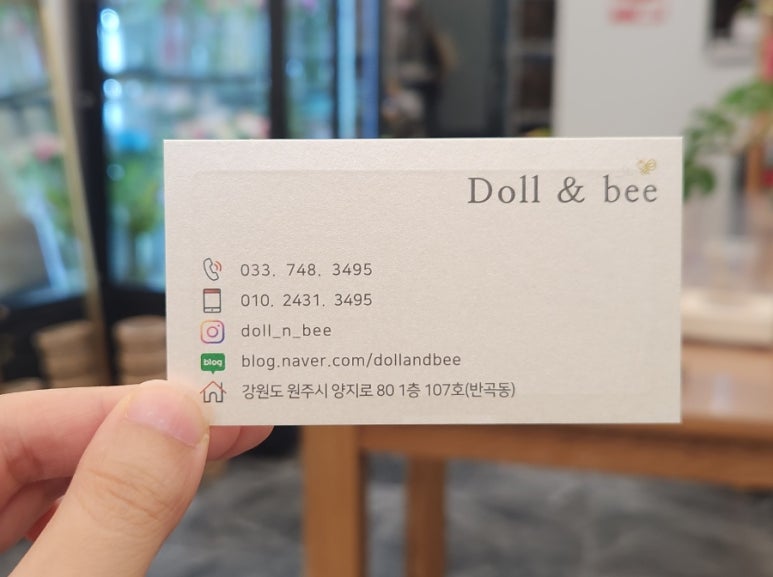 Doll & bee
033. 748. 3495
010. 2431. 3495
doll_n_bee
blog
blog.naver.com/dollandbee
강원도 원주시 양지로 80 1층 107호(반곡동)